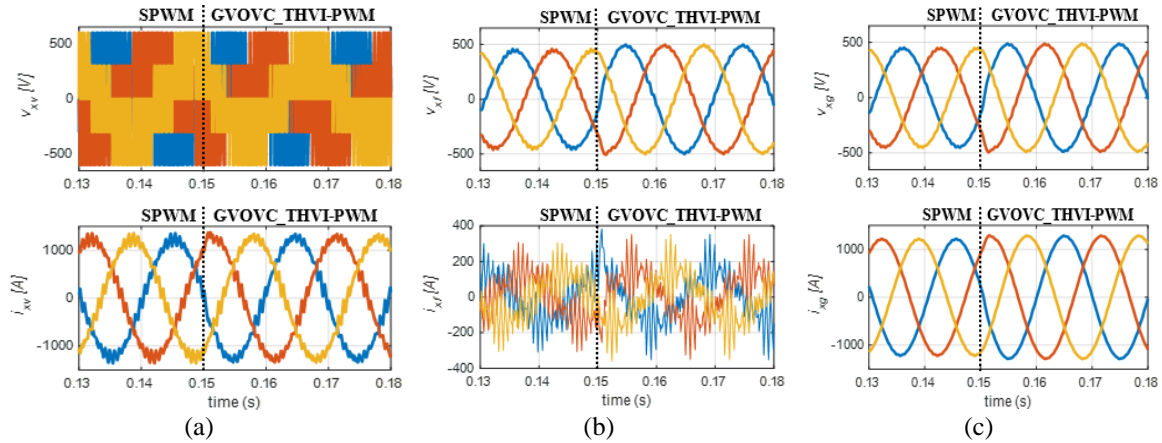 SPWM GVOVC_THVI-PWM
v_xv [V]
500
0
-500
0.13 0.14 0.15 0.16 0.17 0.18
SPWM GVOVC_THVI-PWM
i_xv [A]
1000
0
-1000
0.13 0.14 0.15 0.16 0.17 0.18
time (s)
(a)
SPWM GVOVC_THVI-PWM
v_xf [V]
500
0
-500
0.13 0.14 0.15 0.16 0.17 0.18
SPWM GVOVC_THVI-PWM
i_xf [A]
400
200
0
-200
-400
0.13 0.14 0.15 0.16 0.17 0.18
time (s)
(b)
SPWM GVOVC_THVI-PWM
v_xg [V]
500
0
-500
0.13 0.14 0.15 0.16 0.17 0.18
SPWM GVOVC_THVI-PWM
i_xg [A]
1000
0
-1000
0.13 0.14 0.15 0.16 0.17 0.18
time (s)
(c)